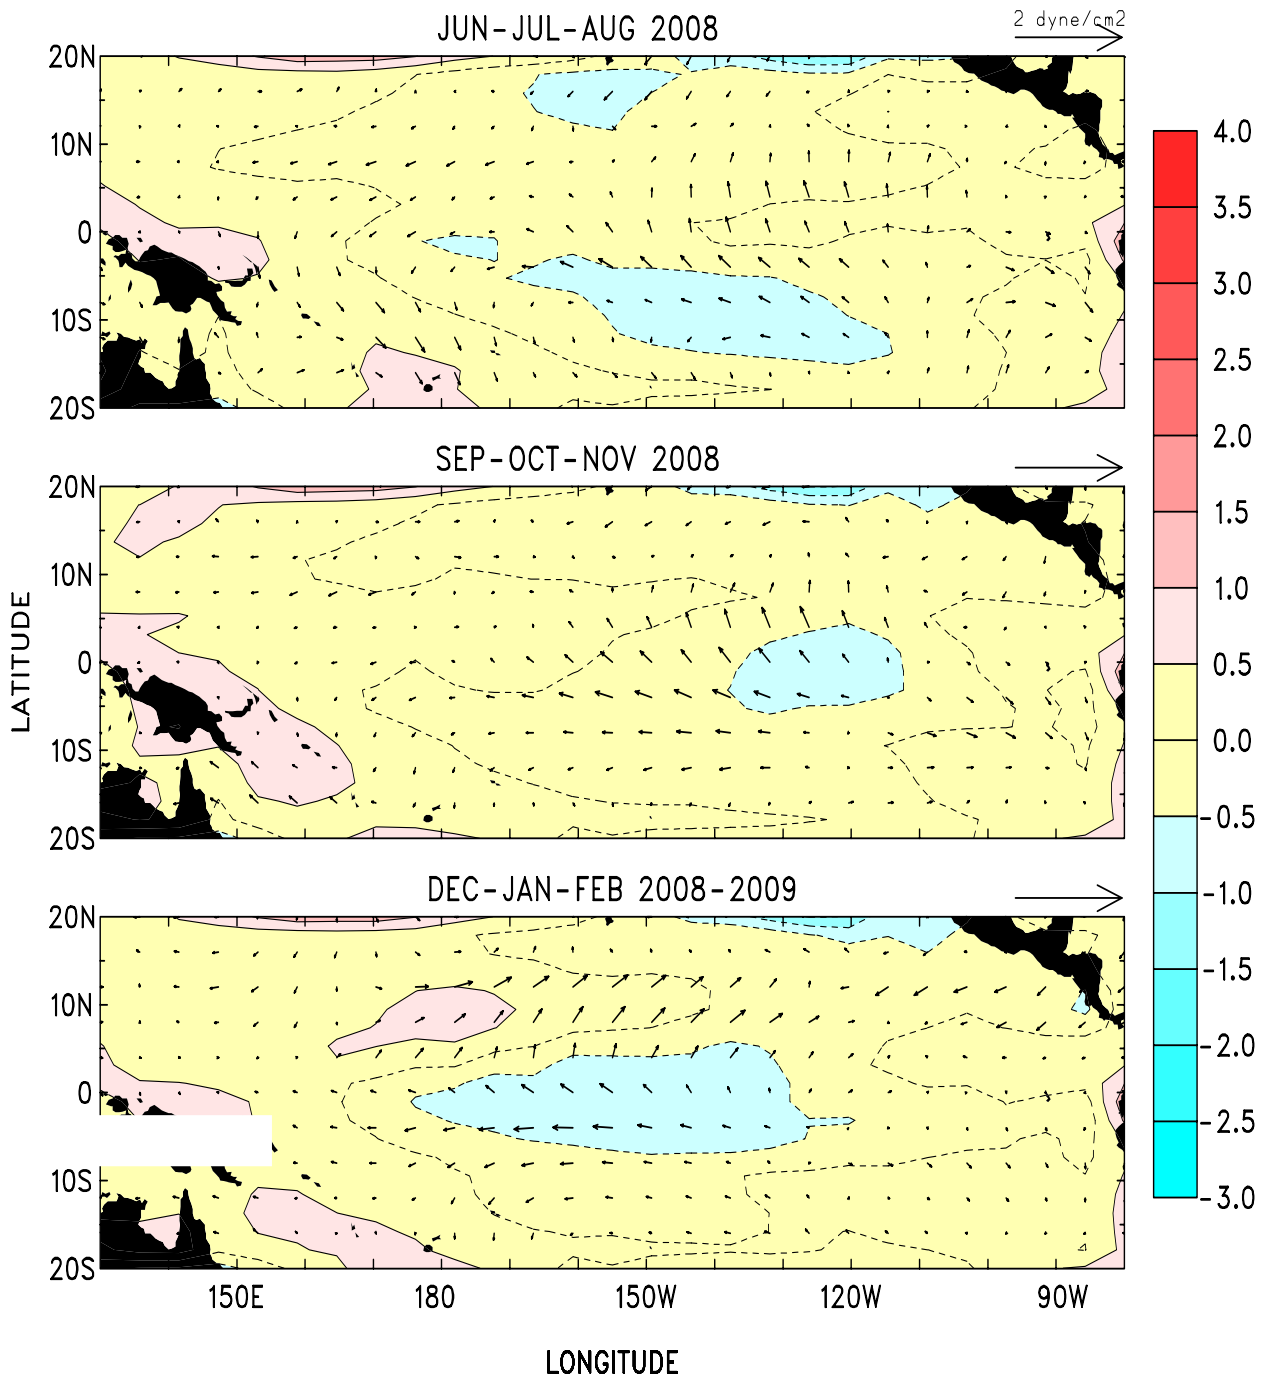 JUN-JUL-AUG 2008
2 dyne/cm2
20N
10N
0
10S
20S
SEP-OCT-NOV 2008
20N
10N
0
10S
20S
LATITUDE
DEC-JAN-FEB 2008-2009
20N
10N
0
10S
20S
150E 180 150W 120W 90W
LONGITUDE
4.0
3.5
3.0
2.5
2.0
1.5
1.0
0.5
0.0
-0.5
-1.0
-1.5
-2.0
-2.5
-3.0